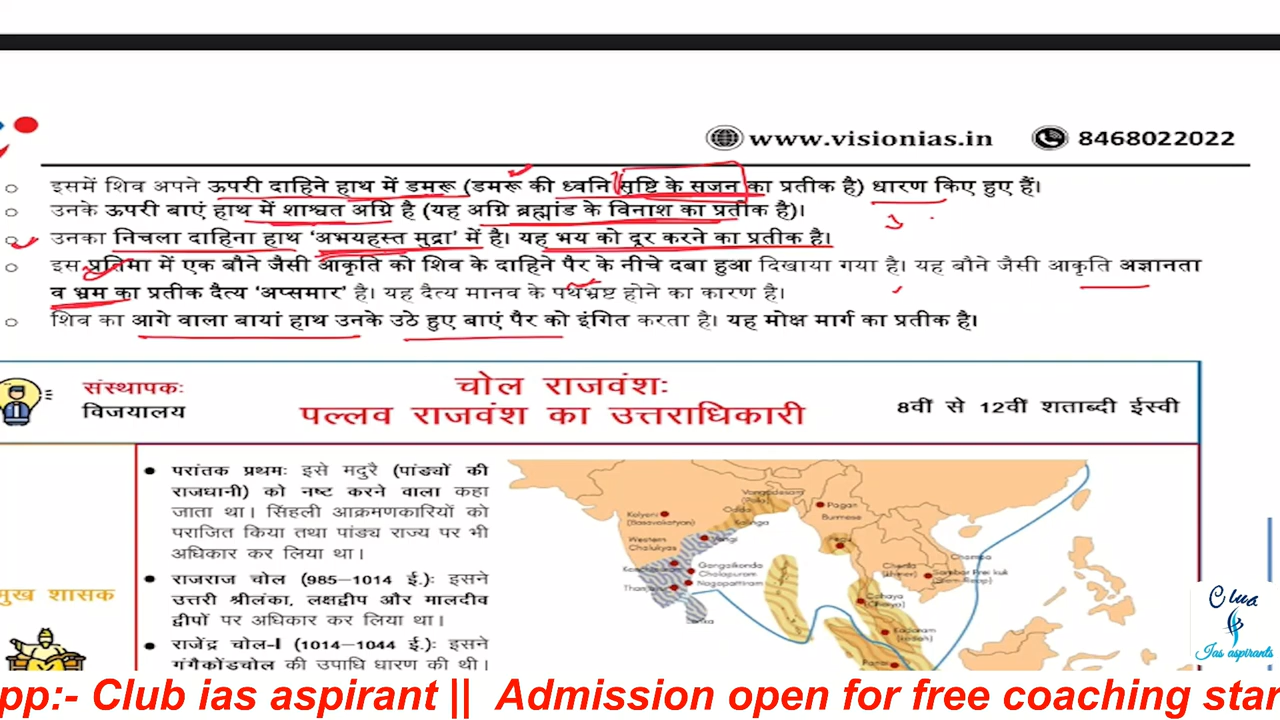 www.visionias.in 8468022022
इसमें शिव अपने ऊपरी दाहिने हाथ में डमरू (डमरू की ध्वनि सृष्टि के सृजन का प्रतीक है) धारण किए हुए हैं।
उनके ऊपरी बाएं हाथ में शाश्वत अग्नि है (यह अग्नि ब्रह्मांड के विनाश का प्रतीक है)।
उनका निचला दाहिना हाथ ‘अभयहस्त मुद्रा’ में है। यह भय को दूर करने का प्रतीक है।
इस प्रतिमा में एक बौने जैसी आकृति को शिव के दाहिने पैर के नीचे दबा हुआ दिखाया गया है। यह बौने जैसी आकृति अज्ञानता
व भ्रम का प्रतीक दैत्य ‘अप्समार’ है। यह दैत्य मानव के पथभ्रष्ट होने का कारण है।
शिव का आगे वाला बायां हाथ उनके उठे हुए बाएं पैर को इंगित करता है। यह मोक्ष मार्ग का प्रतीक है।
संस्थापकः
विजयालय
चोल राजवंशः
पल्लव राजवंश का उत्तराधिकारी
8वीं से 12वीं शताब्दी ईस्वी
परांतक प्रथमः इसे मदुरै (पांड्यों की
राजधानी) को नष्ट करने वाला कहा
जाता था। सिंहली आक्रमणकारियों को
पराजित किया तथा पांड्य राज्य पर भी
अधिकार कर लिया था।
राजराज चोल (985–1014 ई.): इसने
उत्तरी श्रीलंका, लक्षद्वीप और मालदीव
द्वीपों पर अधिकार कर लिया था।
राजेंद्र चोल-I (1014–1044 ई.): इसने
गंगैकोंडचोल की उपाधि धारण की थी।
मुख शासक
Kalyani
(Basavakalyan)
Western
Chalukyas
Vengi
Kalinga
Odda
Gangaikonda
Cholapuram
Nagapattinam
Lanka
Pagan
Burmese
Champa
Club
Ias aspirants
pp:- Club ias aspirant || Admission open for free coaching star